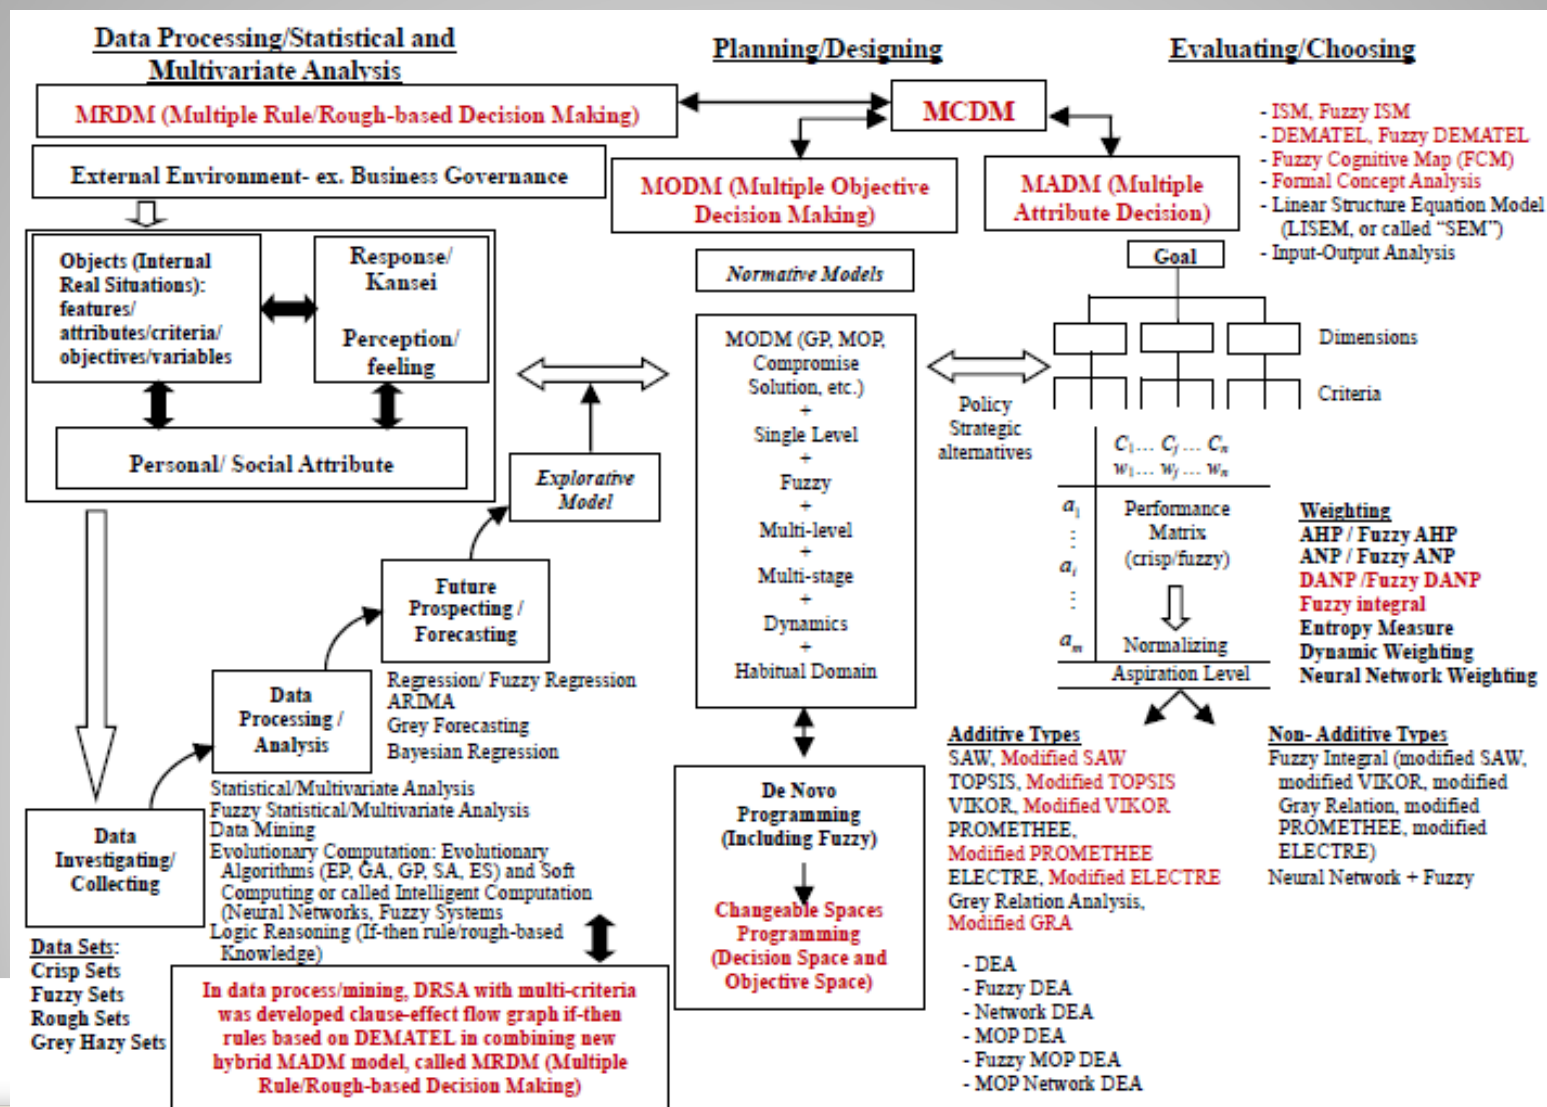 Data Processing/Statistical and
Multivariate Analysis
Planning/Designing
Evaluating/Choosing
MRDM (Multiple Rule/Rough-based Decision Making)
MCDM
External Environment- ex. Business Governance
MODM (Multiple Objective
Decision Making)
MADM (Multiple
Attribute Decision)
- ISM, Fuzzy ISM
- DEMATEL, Fuzzy DEMATEL
- Fuzzy Cognitive Map (FCM)
- Formal Concept Analysis
- Linear Structure Equation Model
(LISEM, or called “SEM”)
- Input-Output Analysis
Objects (Internal
Real Situations):
features/
attributes/criteria/
objectives/variables
Response/
Kansei
Perception/
feeling
Personal/ Social Attribute
Normative Models
Goal
Dimensions
Criteria
MODM (GP, MOP,
Compromise
Solution, etc.)
+
Single Level
+
Fuzzy
+
Multi-level
+
Multi-stage
+
Dynamics
+
Habitual Domain
Policy
Strategic
alternatives
Explorative
Model
C1... Cj ... Cn
w1... wj ... wn
a1
⋮
ai
⋮
am
Performance
Matrix
(crisp/fuzzy)
Normalizing
Aspiration Level
Weighting
AHP / Fuzzy AHP
ANP / Fuzzy ANP
DANP /Fuzzy DANP
Fuzzy integral
Entropy Measure
Dynamic Weighting
Neural Network Weighting
Future
Prospecting /
Forecasting
Regression/ Fuzzy Regression
ARIMA
Grey Forecasting
Bayesian Regression
Data
Processing /
Analysis
Statistical/Multivariate Analysis
Fuzzy Statistical/Multivariate Analysis
Data Mining
Evolutionary Computation: Evolutionary
Algorithms (EP, GA, GP, SA, ES) and Soft
Computing or called Intelligent Computation
(Neural Networks, Fuzzy Systems
Logic Reasoning (If-then rule/rough-based
Knowledge)
Data
Investigating/
Collecting
Data Sets:
Crisp Sets
Fuzzy Sets
Rough Sets
Grey Hazy Sets
In data process/mining, DRSA with multi-criteria
was developed clause-effect flow graph if-then
rules based on DEMATEL in combining new
hybrid MADM model, called MRDM (Multiple
Rule/Rough-based Decision Making)
De Novo
Programming
(Including Fuzzy)
Changeable Spaces
Programming
(Decision Space and
Objective Space)
Additive Types
SAW, Modified SAW
TOPSIS, Modified TOPSIS
VIKOR, Modified VIKOR
PROMETHEE,
Modified PROMETHEE
ELECTRE, Modified ELECTRE
Grey Relation Analysis,
Modified GRA
- DEA
- Fuzzy DEA
- Network DEA
- MOP DEA
- Fuzzy MOP DEA
- MOP Network DEA
Non- Additive Types
Fuzzy Integral (modified SAW,
modified VIKOR, modified
Gray Relation, modified
PROMETHEE, modified
ELECTRE)
Neural Network + Fuzzy